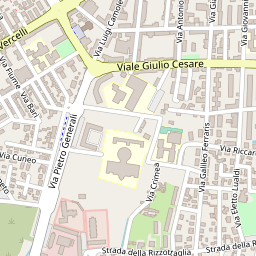 Vercelli
Via Luigi Camole
Via Antonio
Via Giovanni
Via Fiume
Viale Giulio Cesare
Via Bari
Via Pietro Generali
Via Cuneo
Via Galileo Ferraris
Via Riccar
Via Crimea
Via Eletto Lualdi
Strada della Rizzottaglia
Strada della R